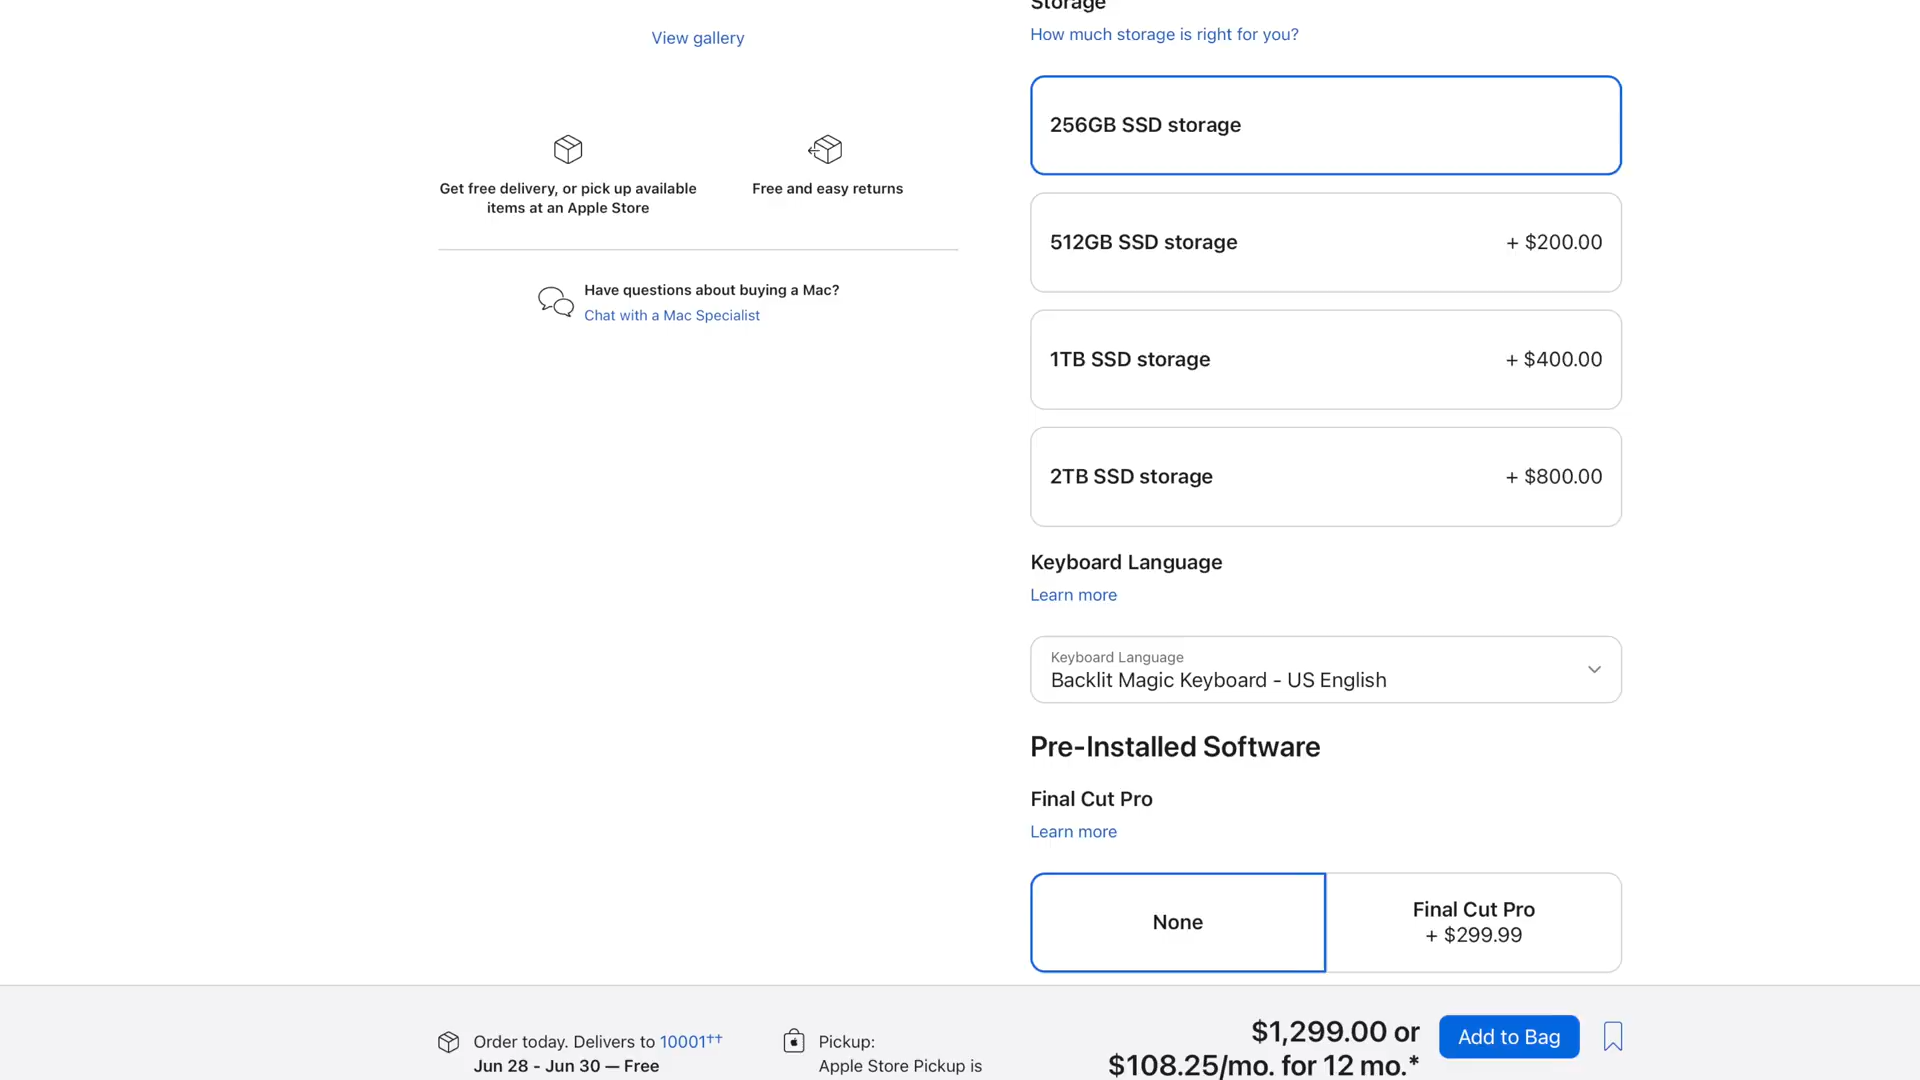 Storage
How much storage is right for you?
View gallery
256GB SSD storage
Get free delivery, or pick up available
items at an Apple Store
Free and easy returns
512GB SSD storage
+ $200.00
Have questions about buying a Mac?
Chat with a Mac Specialist
1TB SSD storage
+ $400.00
2TB SSD storage
+ $800.00
Keyboard Language
Learn more
Keyboard Language
Backlit Magic Keyboard - US English
Pre-Installed Software
Final Cut Pro
Learn more
None
Final Cut Pro
+ $299.99
Order today. Delivers to 10001††
Jun 28 - Jun 30 — Free
Pickup:
Apple Store Pickup is
$1,299.00 or
$108.25/mo. for 12 mo.*
Add to Bag